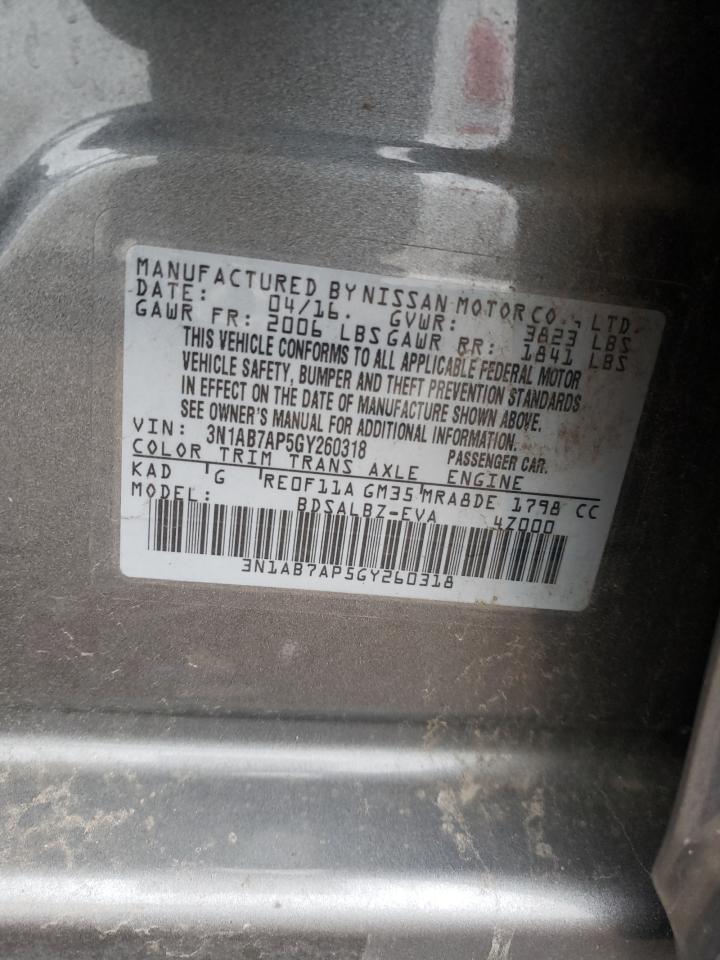 MANUFACTURED BY NISSAN MOTOR CO., LTD.
DATE: 04/16. GVWR: 3823 LBS
GAWR FR: 2006 LBS GAWR RR: 1841 LBS
THIS VEHICLE CONFORMS TO ALL APPLICABLE FEDERAL MOTOR
VEHICLE SAFETY, BUMPER AND THEFT PREVENTION STANDARDS
IN EFFECT ON THE DATE OF MANUFACTURE SHOWN ABOVE.
SEE OWNER'S MANUAL FOR ADDITIONAL INFORMATION.
VIN: 3N1AB7AP5GY260318 PASSENGER CAR.
COLOR TRIM TRANS AXLE ENGINE
KAD G RE0F11A GM35 MRA8DE 1798 CC
MODEL: BDSALBZ-EVA 4Z000
3N1AB7AP5GY260318